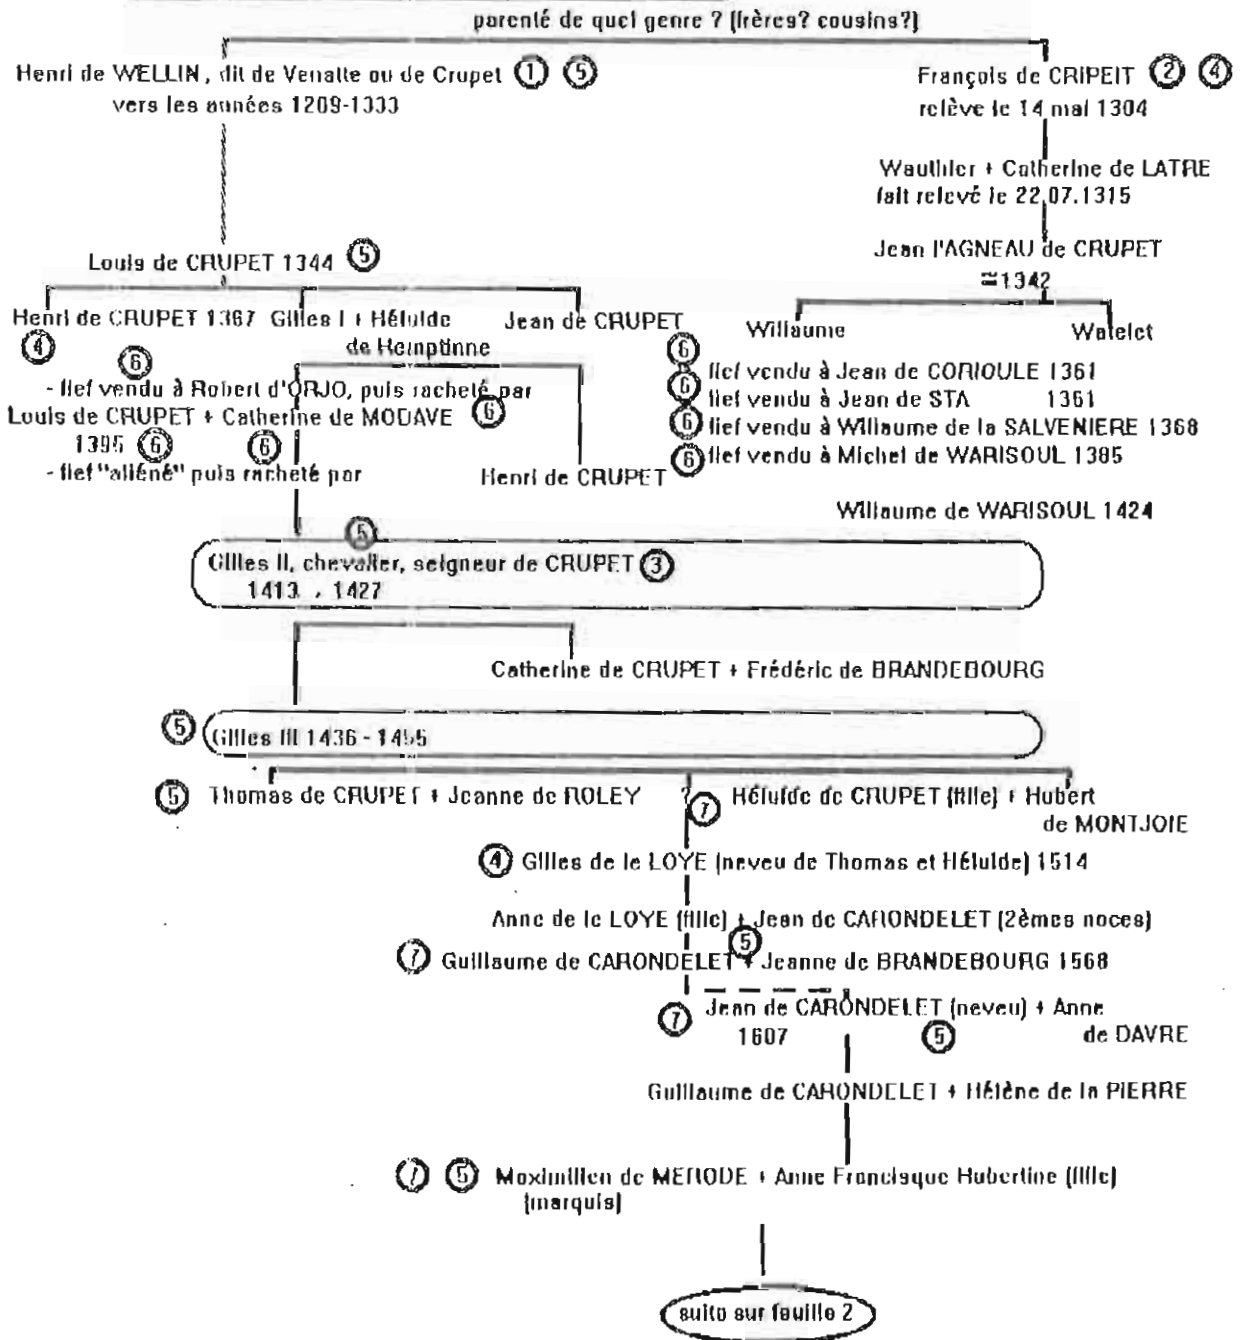 parenté de quel genre ? (frères? cousins?)
Henri de WELLIN, dit de Venatte ou de Crupet ① ⑤
vers les années 1209-1333
François de CRIPEIT ② ④
relève le 14 mai 1304
Wauthier + Catherine de LATRE
fait relevé le 22.07.1315
Louis de CRUPET 1344 ⑤
Jean l'AGNEAU de CRUPET
≃1342
Henri de CRUPET 1367 Gilles I + Héluide
de Hemptinne
Jean de CRUPET
④
Willaume Watelet
⑥
- fief vendu à Robert d'ORJO, puis racheté par
Louis de CRUPET + Catherine de MODAVE ⑥
1395 ⑥ ⑥
- fief "aliéné" puis racheté par
Henri de CRUPET
⑥ fief vendu à Jean de CORIOULE 1361
⑥ fief vendu à Jean de STA 1361
⑥ fief vendu à Willaume de la SALVENIERE 1368
⑥ fief vendu à Michel de WARISOUL 1385
Willaume de WARISOUL 1424
⑤
Gilles II, chevalier, seigneur de CRUPET ③
1413 , 1427
Catherine de CRUPET + Frédéric de BRANDEBOURG
⑤ Gilles III 1436 - 1455
⑤ Thomas de CRUPET + Jeanne de ROLEY ? ⑦ Héluide de CRUPET (fille) + Hubert
de MONTJOIE
④ Gilles de le LOYE (neveu de Thomas et Héluide) 1514
Anne de le LOYE (fille) + Jean de CARONDELET (2èmes noces)
⑤
⑦ Guillaume de CARONDELET + Jeanne de BRANDEBOURG 1568
⑦ Jean de CARONDELET (neveu) + Anne
1607 ⑤ de DAVRE
Guillaume de CARONDELET + Hélène de la PIERRE
⑦ ⑤ Maximilien de MERODE + Anne Francisque Hubertine (fille)
(marquis)
suite sur feuille 2